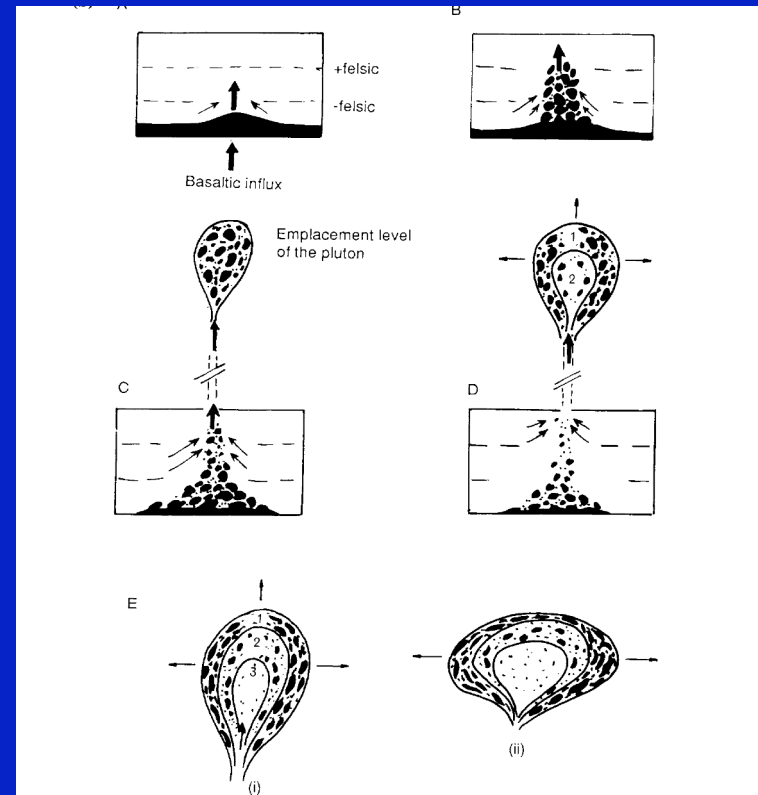 A
B
+felsic
-felsic
Basaltic influx
Emplacement level
of the pluton
1
2
C
D
E
1
2
3
(i)
(ii)